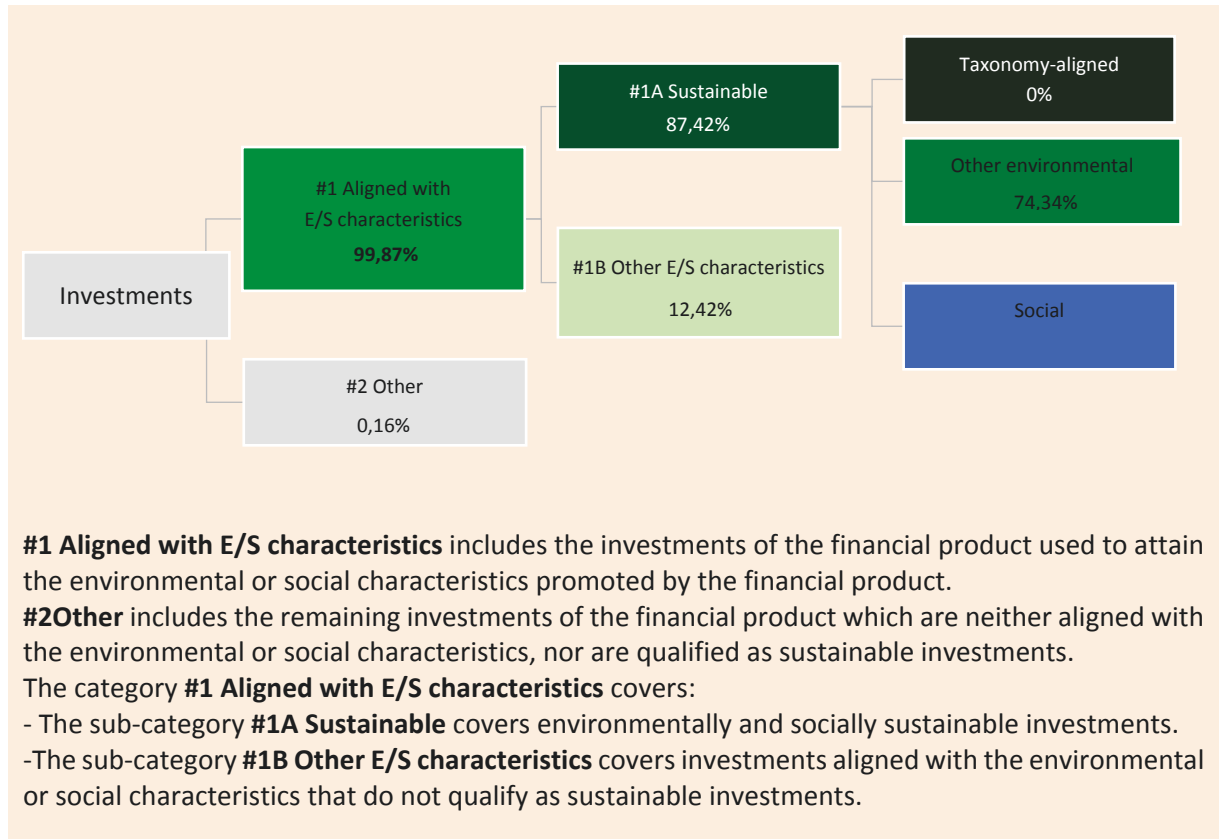 Investments
#1 Aligned with
E/S characteristics
99,87%
#2 Other
0,16%
#1A Sustainable
87,42%
#1B Other E/S characteristics
12,42%
Taxonomy-aligned
0%
Other environmental
74,34%
Social
#1 Aligned with E/S characteristics includes the investments of the financial product used to attain
the environmental or social characteristics promoted by the financial product.
#2Other includes the remaining investments of the financial product which are neither aligned with
the environmental or social characteristics, nor are qualified as sustainable investments.
The category #1 Aligned with E/S characteristics covers:
- The sub-category #1A Sustainable covers environmentally and socially sustainable investments.
-The sub-category #1B Other E/S characteristics covers investments aligned with the environmental
or social characteristics that do not qualify as sustainable investments.